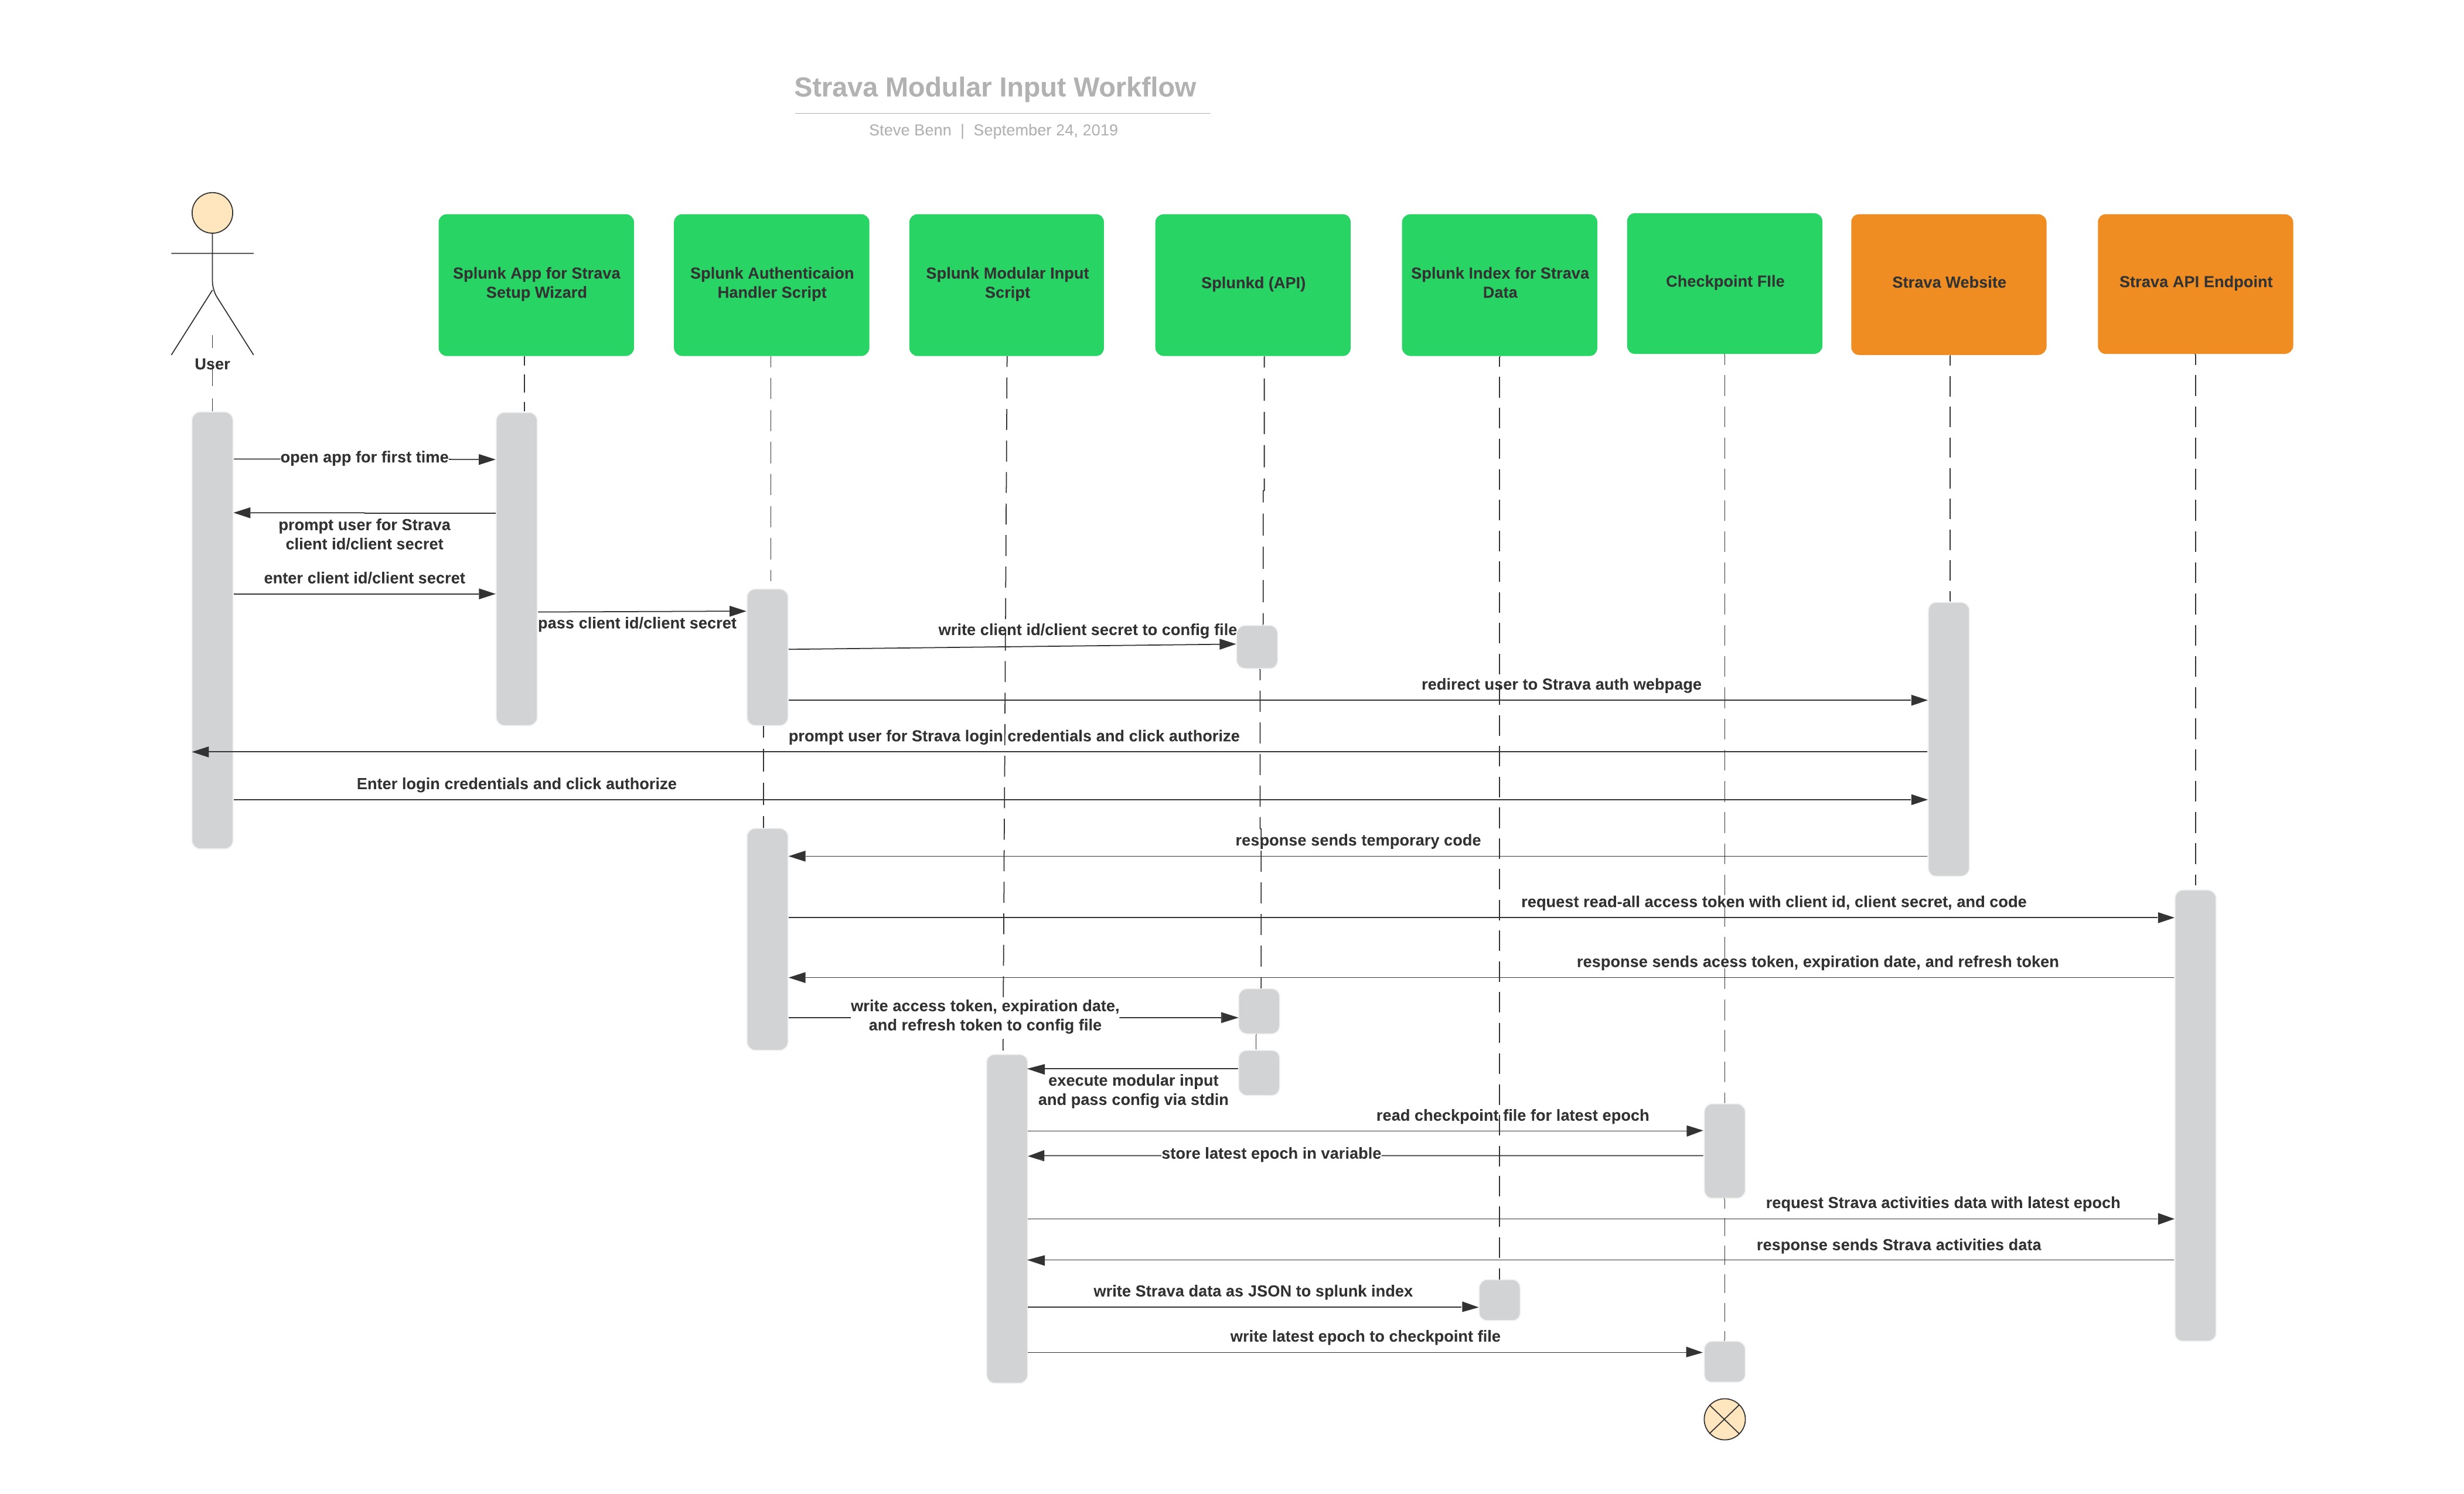 Strava Modular Input Workflow
Steve Benn | September 24, 2019
User
Splunk App for Strava
Setup Wizard
Splunk Authenticaion
Handler Script
Splunk Modular Input
Script
Splunkd (API)
Splunk Index for Strava
Data
Checkpoint FIle
Strava Website
Strava API Endpoint
open app for first time
prompt user for Strava
client id/client secret
enter client id/client secret
pass client id/client secret
write client id/client secret to config file
redirect user to Strava auth webpage
prompt user for Strava login credentials and click authorize
Enter login credentials and click authorize
response sends temporary code
request read-all access token with client id, client secret, and code
response sends acess token, expiration date, and refresh token
write access token, expiration date,
and refresh token to config file
execute modular input
and pass config via stdin
read checkpoint file for latest epoch
store latest epoch in variable
request Strava activities data with latest epoch
response sends Strava activities data
write Strava data as JSON to splunk index
write latest epoch to checkpoint file